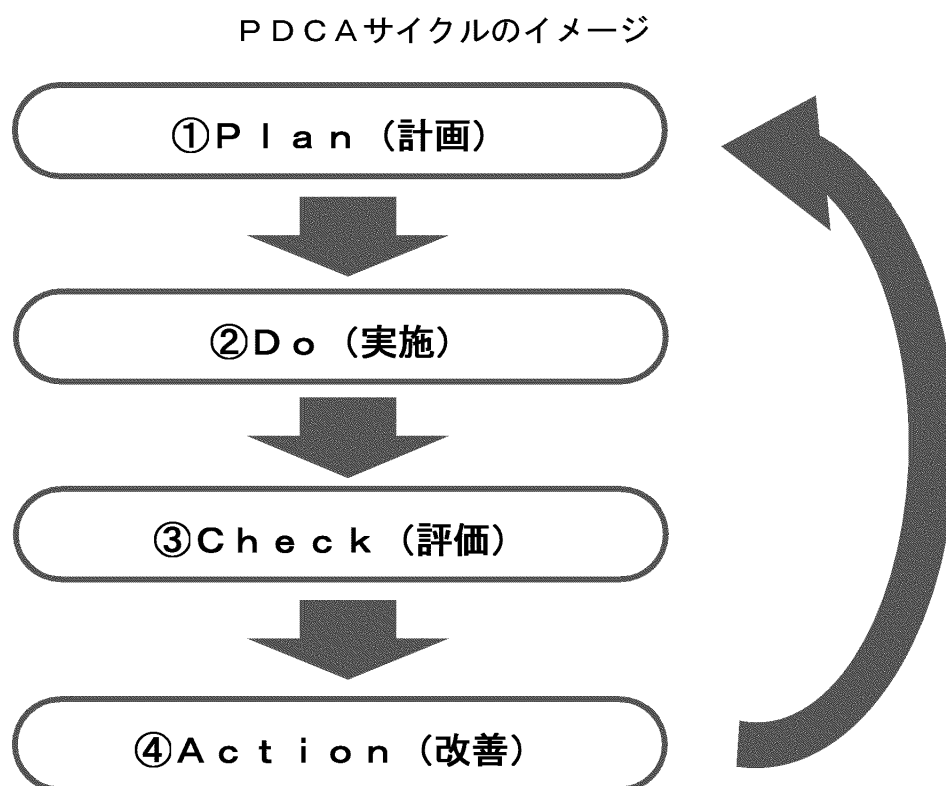 ＰＤＣＡサイクルのイメージ
①Ｐｌａｎ（計画）
②Ｄｏ（実施）
③Ｃｈｅｃｋ（評価）
④Ａｃｔｉｏｎ（改善）